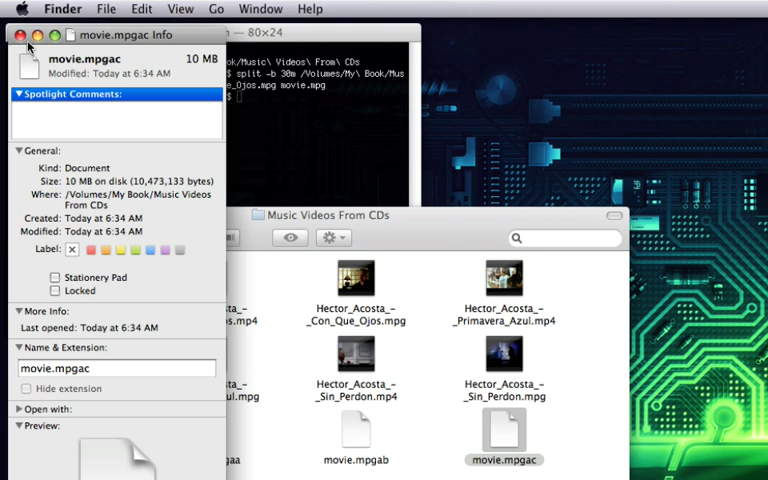 Finder File Edit View Go Window Help
movie.mpgac Info
— 80×24
movie.mpgac 10 MB
Modified: Today at 6:34 AM
Book/Music\ Videos\ From\ CDs
$ split -b 30m /Volumes/My\ Book/Mus
e_Ojos.mpg movie.mpg
$
Spotlight Comments:
General:
Kind: Document
Size: 10 MB on disk (10,473,133 bytes)
Where: /Volumes/My Book/Music Videos
From CDs
Created: Today at 6:34 AM
Modified: Today at 6:34 AM
Label:
Stationery Pad
Locked
More Info:
Last opened: Today at 6:34 AM
Name & Extension:
movie.mpgac
Hide extension
Open with:
Preview:
Music Videos From CDs
Hector_Acosta_-
_Con_Que_Ojos.mpg
Hector_Acosta_-
_Primavera_Azul.mp4
s.mp4
Hector_Acosta_-
_Sin_Perdon.mp4
Hector_Acosta_-
_Sin_Perdon.mpg
ul.mpg
gaa
movie.mpgab
movie.mpgac